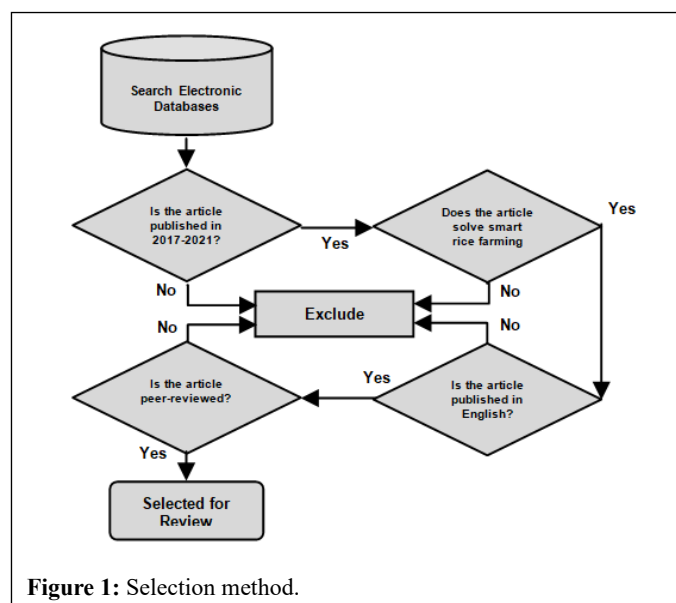 Search Electronic
Databases
Is the article
published in
2017-2021?
Yes
Does the article
solve smart
rice farming
Yes
No
No
Exclude
No
No
Is the article
peer-reviewed?
Yes
Is the article
published in
English?
Yes
Selected for
Review
Figure 1: Selection method.